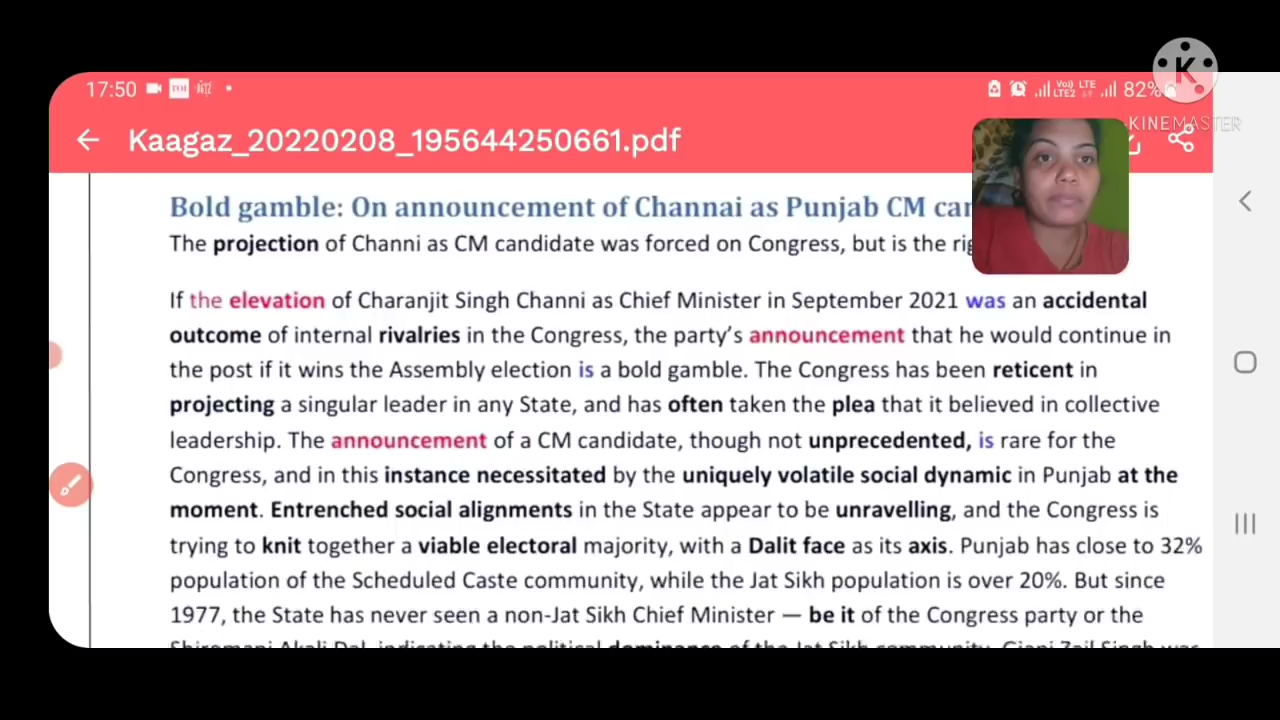 17:50 82%
KINEMASTER
Kaagaz_20220208_195644250661.pdf
Bold gamble: On announcement of Channai as Punjab CM
The projection of Channi as CM candidate was forced on Congress, but is the
If the elevation of Charanjit Singh Channi as Chief Minister in September 2021 was an accidental
outcome of internal rivalries in the Congress, the party’s announcement that he would continue in
the post if it wins the Assembly election is a bold gamble. The Congress has been reticent in
projecting a singular leader in any State, and has often taken the plea that it believed in collective
leadership. The announcement of a CM candidate, though not unprecedented, is rare for the
Congress, and in this instance necessitated by the uniquely volatile social dynamic in Punjab at the
moment. Entrenched social alignments in the State appear to be unravelling, and the Congress is
trying to knit together a viable electoral majority, with a Dalit face as its axis. Punjab has close to 32%
population of the Scheduled Caste community, while the Jat Sikh population is over 20%. But since
1977, the State has never seen a non-Jat Sikh Chief Minister — be it of the Congress party or the